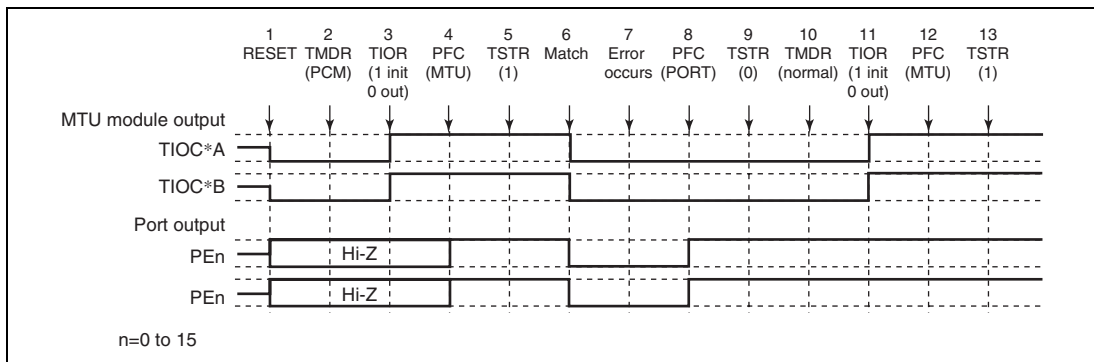 1 2 3 4 5 6 7 8 9 10 11 12 13
RESET TMDR TIOR PFC TSTR Match Error PFC TSTR TMDR TIOR PFC TSTR
(PCM) (1 init (MTU) (1) occurs (PORT) (0) (normal) (1 init (MTU) (1)
0 out) 0 out)
MTU module output
TIOC*A
TIOC*B
Port output
PEn Hi-Z
PEn Hi-Z
n=0 to 15